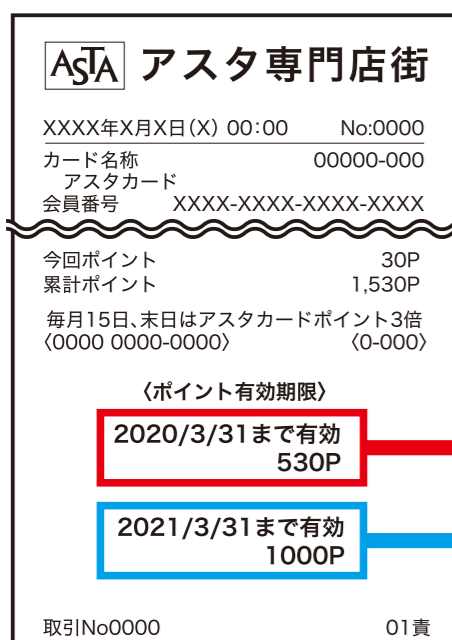 ASTA アスタ専門店街
XXXX年X月X日(X) 00:00 No:0000
カード名称 00000-000
アスタカード
会員番号 XXXX-XXXX-XXXX-XXXX
今回ポイント 30P
累計ポイント 1,530P
毎月15日、末日はアスタカードポイント3倍
〈0000 0000-0000〉 〈0-000〉
〈ポイント有効期限〉
2020/3/31まで有効
530P
2021/3/31まで有効
1000P
取引No0000 01責